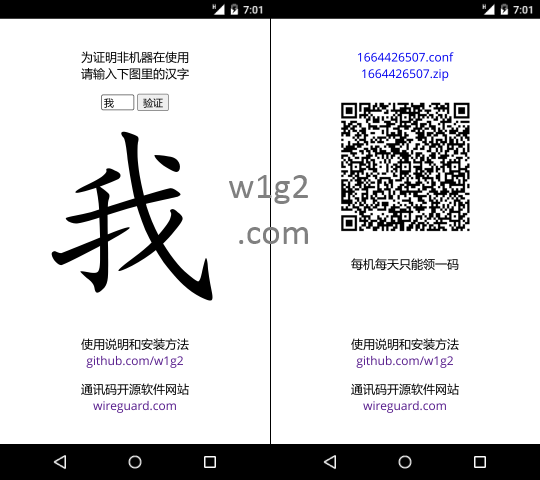 7:01
为证明非机器在使用
请输入下图里的汉字
我 验证
我
使用说明和安装方法
github.com/w1g2
通讯码开源软件网站
wireguard.com
w1g2
.com
7:01
1664426507.conf
1664426507.zip
每机每天只能领一码
使用说明和安装方法
github.com/w1g2
通讯码开源软件网站
wireguard.com